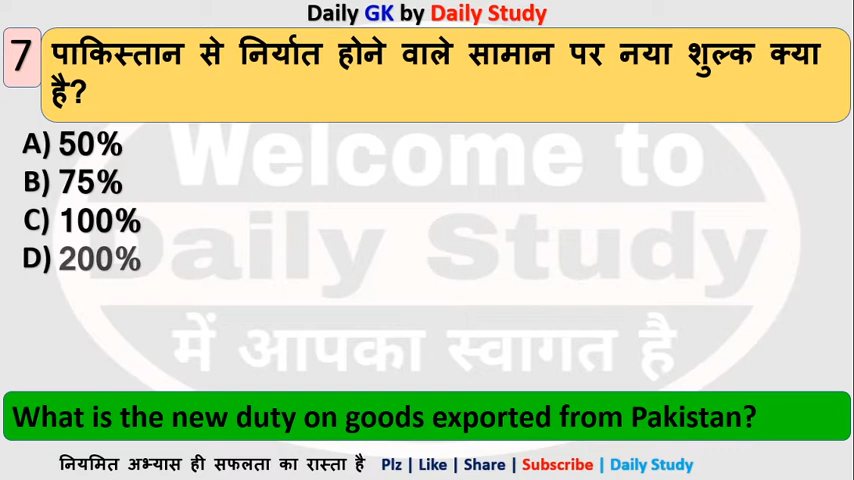 Daily GK by Daily Study
7 पाकिस्तान से निर्यात होने वाले सामान पर नया शुल्क क्या
है?
A) 50%
B) 75%
C) 100%
D) 200%
Welcome to
Daily Study
में आपका स्वागत है
What is the new duty on goods exported from Pakistan?
नियमित अभ्यास ही सफलता का रास्ता है Plz | Like | Share | Subscribe | Daily Study